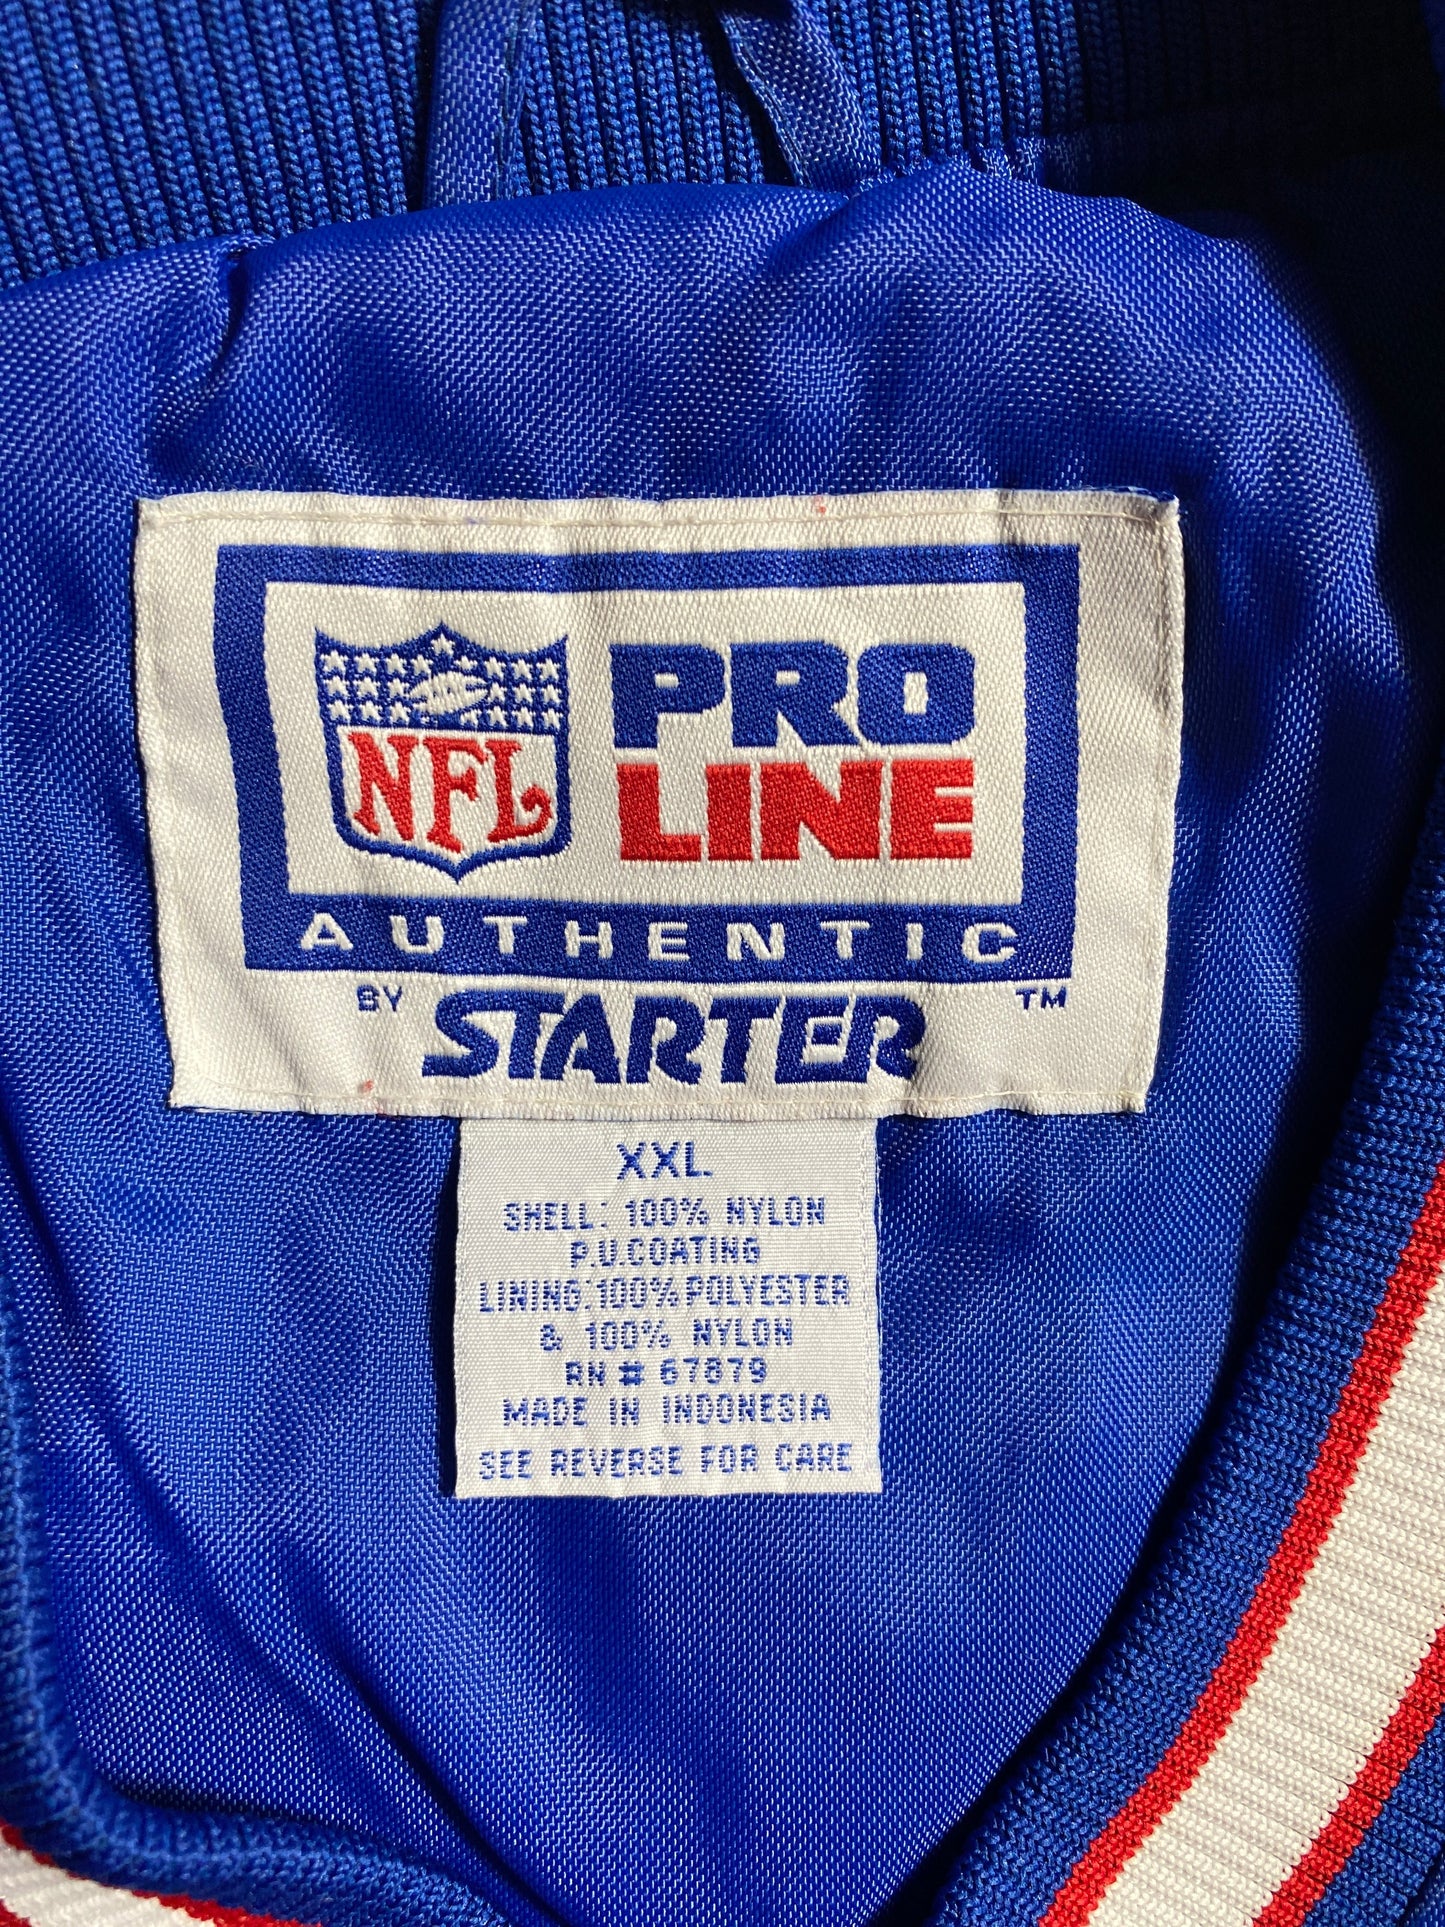 NFL
PRO
LINE
AUTHENTIC
BY STARTER TM
XXL
SHELL: 100% NYLON
P.U.COATING
LINING:100% POLYESTER
& 100% NYLON
RN # 67879
MADE IN INDONESIA
SEE REVERSE FOR CARE